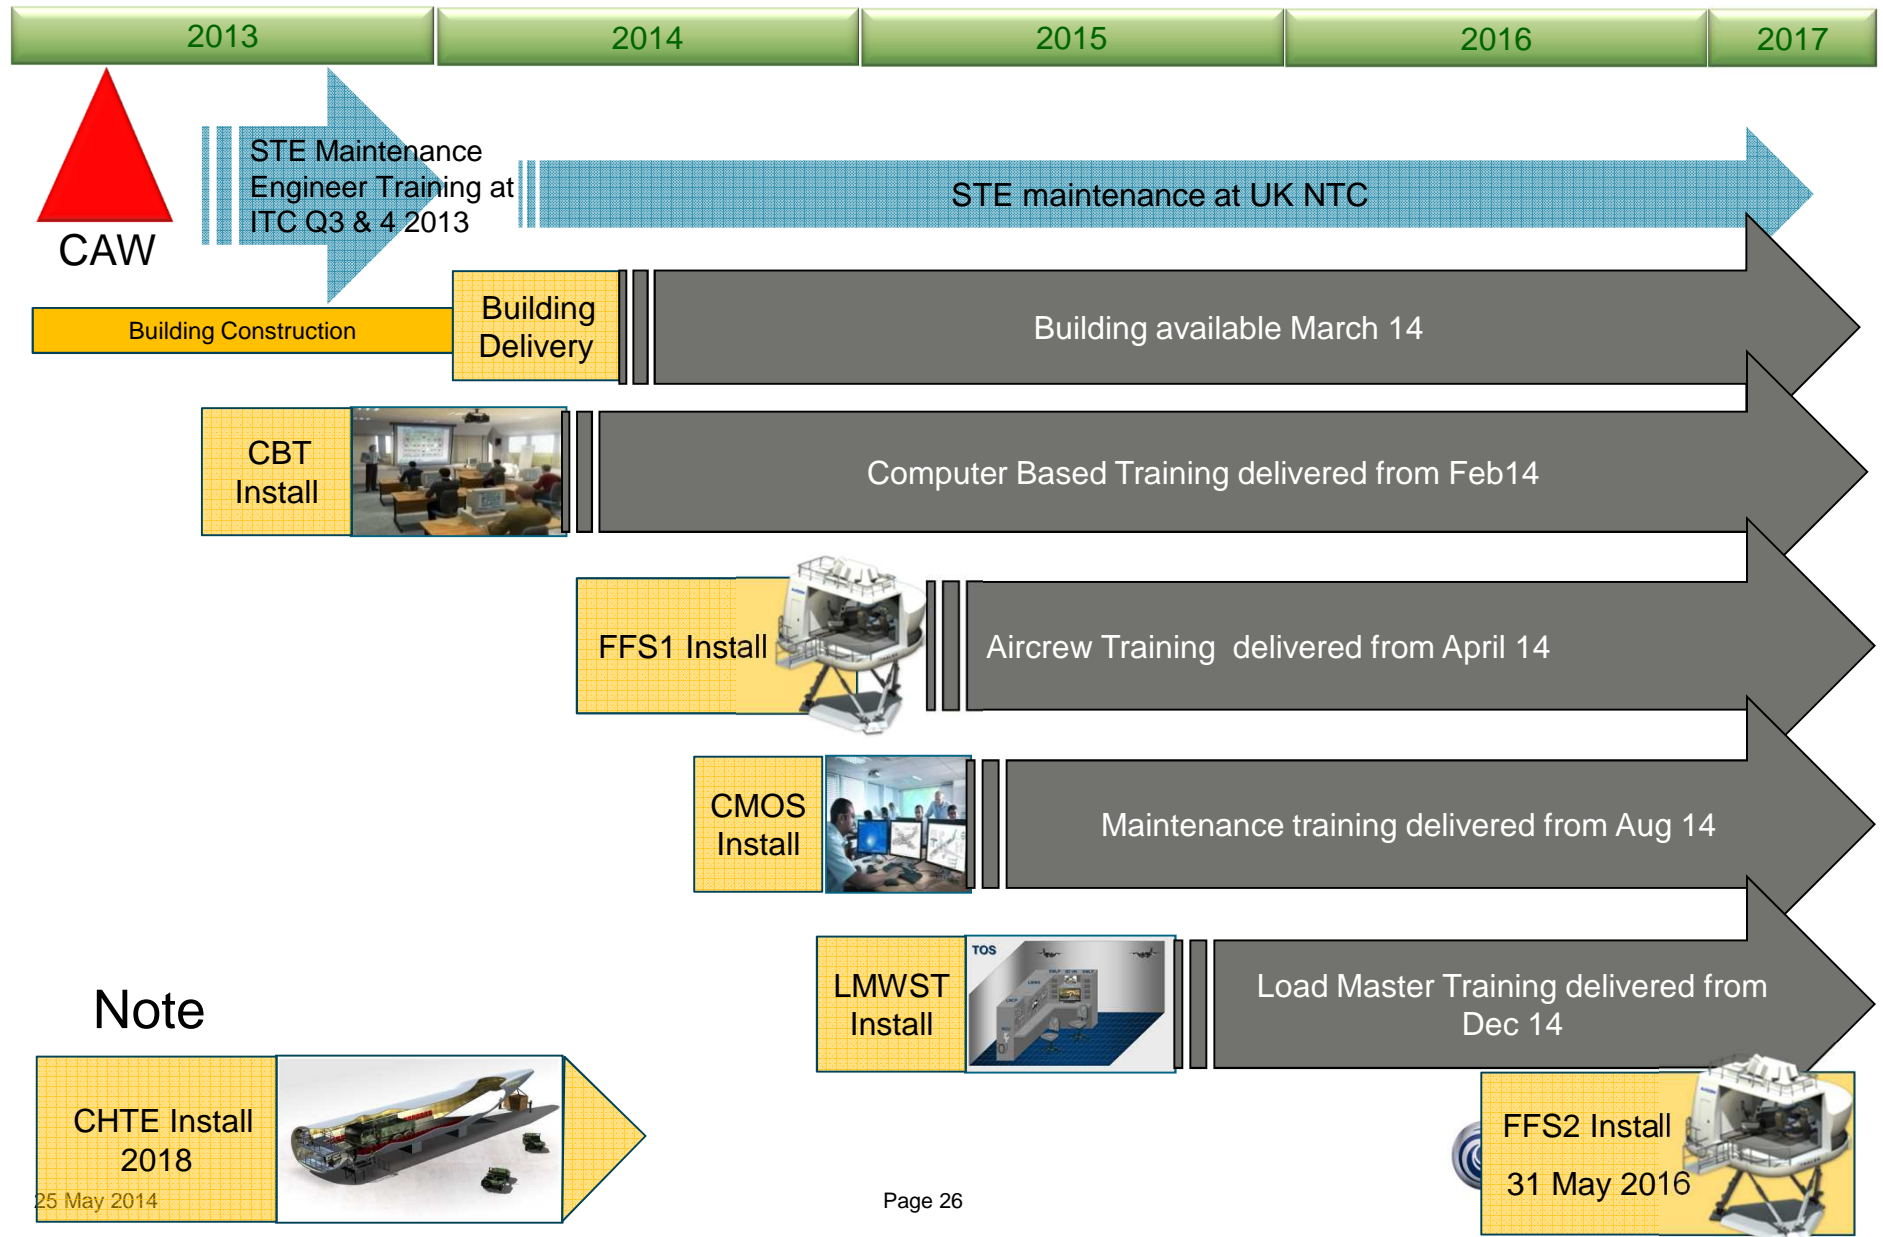 2013
2014
2015
2016
2017
CAW
STE Maintenance
Engineer Training at
ITC Q3 & 4 2013
STE maintenance at UK NTC
Building Construction
Building
Delivery
Building available March 14
CBT
Install
Computer Based Training delivered from Feb14
FFS1 Install
Aircrew Training  delivered from April 14
CMOS
Install
Maintenance training delivered from Aug 14
LMWST
Install
TOS
Load Master Training delivered from
Dec 14
Note
CHTE Install
2018
FFS2 Install
31 May 2016
25 May 2014
Page 26